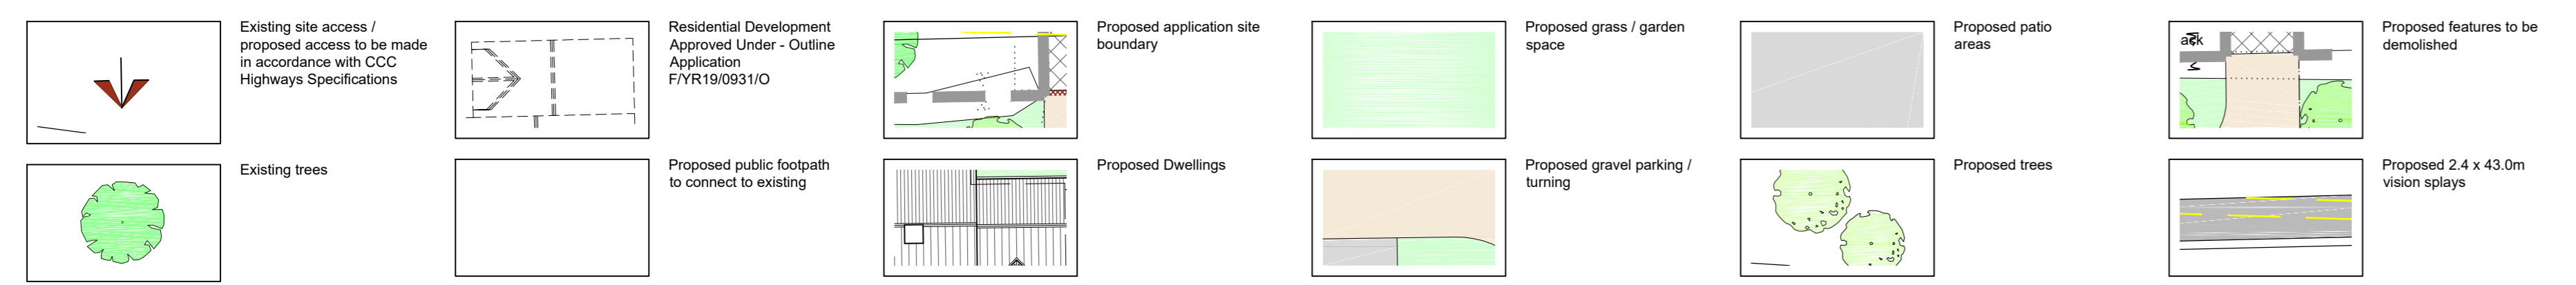 Existing site access /
proposed access to be made
in accordance with CCC
Highways Specifications
Residential Development
Approved Under - Outline
Application
F/YR19/0931/O
Proposed application site
boundary
Proposed grass / garden
space
Proposed patio
areas
ack
Proposed features to be
demolished
Existing trees
Proposed public footpath
to connect to existing
Proposed Dwellings
Proposed gravel parking /
turning
Proposed trees
Proposed 2.4 x 43.0m
vision splays